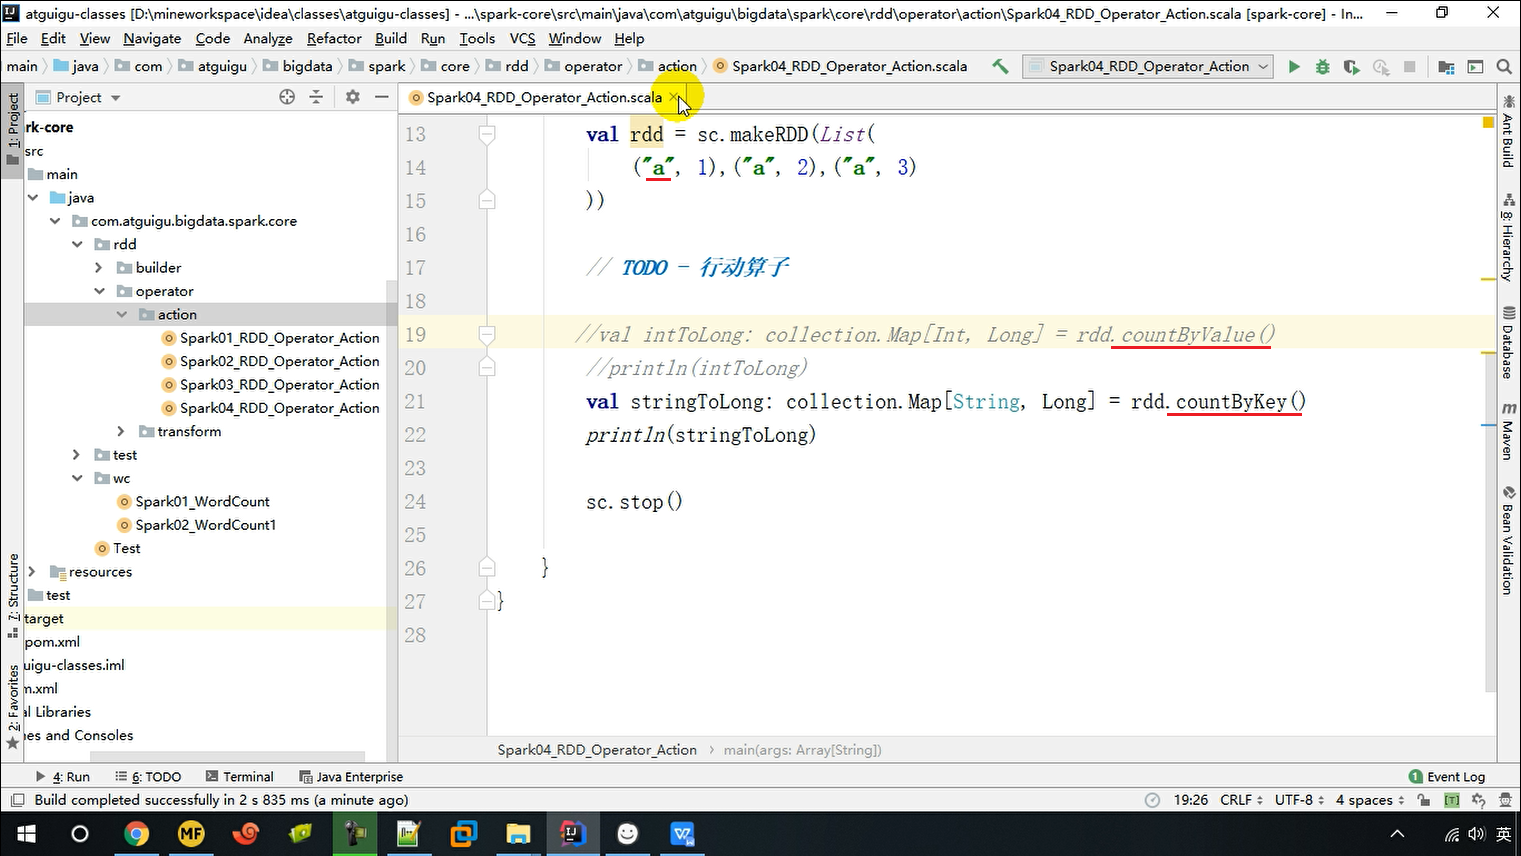 atguigu-classes [D:\mineworkspace\idea\classes\atguigu-classes] - ...\spark-core\src\main\java\com\atguigu\bigdata\spark\core\rdd\operator\action\Spark04_RDD_Operator_Action.scala [spark-core] - In...
File Edit View Navigate Code Analyze Refactor Build Run Tools VCS Window Help
main java com atguigu bigdata spark core rdd operator action Spark04_RDD_Operator_Action.scala Spark04_RDD_Operator_Action
Project
Spark04_RDD_Operator_Action.scala
1: Project
7: Structure
2: Favorites
rk-core
src
main
java
com.atguigu.bigdata.spark.core
rdd
builder
operator
action
Spark01_RDD_Operator_Action
Spark02_RDD_Operator_Action
Spark03_RDD_Operator_Action
Spark04_RDD_Operator_Action
transform
test
wc
Spark01_WordCount
Spark02_WordCount1
Test
resources
test
target
pom.xml
uigu-classes.iml
n.xml
al Libraries
nes and Consoles
13 val rdd = sc.makeRDD(List(
14 ("a", 1),("a", 2),("a", 3)
15 ))
16
17 // TODO - 行动算子
18
19 //val intToLong: collection.Map[Int, Long] = rdd.countByValue()
20 //println(intToLong)
21 val stringToLong: collection.Map[String, Long] = rdd.countByKey()
22 println(stringToLong)
23
24 sc.stop()
25
26 }
27 }
28
Spark04_RDD_Operator_Action main(args: Array[String])
Ant Build
8: Hierarchy
Database
Maven
Bean Validation
4: Run 6: TODO Terminal Java Enterprise 1 Event Log
Build completed successfully in 2 s 835 ms (a minute ago) 19:26 CRLF UTF-8 4 spaces
英